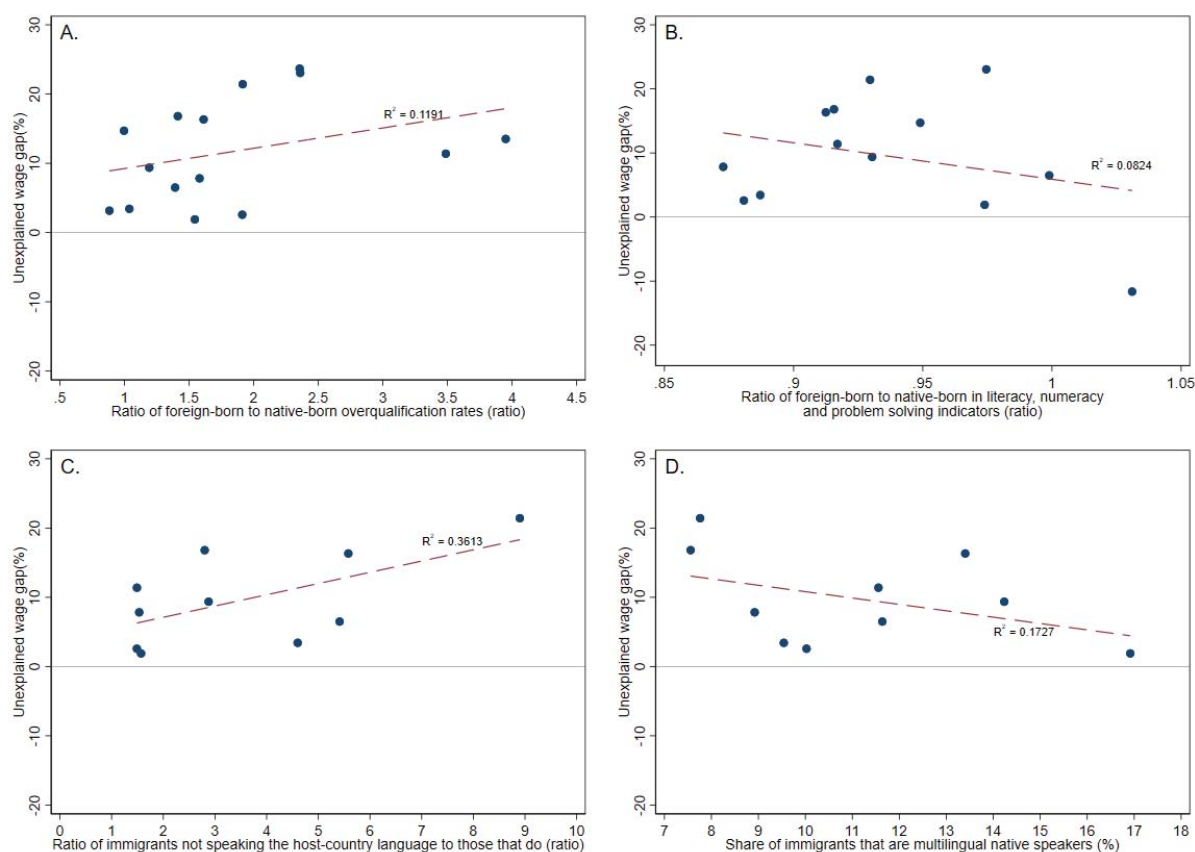 A.
Unexplained wage gap(%)
30
20
10
0
-10
-20
R² = 0.1191
.5 1 1.5 2 2.5 3 3.5 4 4.5
Ratio of foreign-born to native-born overqualification rates (ratio)
B.
Unexplained wage gap(%)
30
20
10
0
-10
-20
R² = 0.0824
.85 .9 .95 1 1.05
Ratio of foreign-born to native-born in literacy, numeracy
and problem solving indicators (ratio)
C.
Unexplained wage gap(%)
30
20
10
0
-10
-20
R² = 0.3613
0 1 2 3 4 5 6 7 8 9 10
Ratio of immigrants not speaking the host-country language to those that do (ratio)
D.
Unexplained wage gap(%)
30
20
10
0
-10
-20
R² = 0.1727
7 8 9 10 11 12 13 14 15 16 17 18
Share of immigrants that are multilingual native speakers (%)